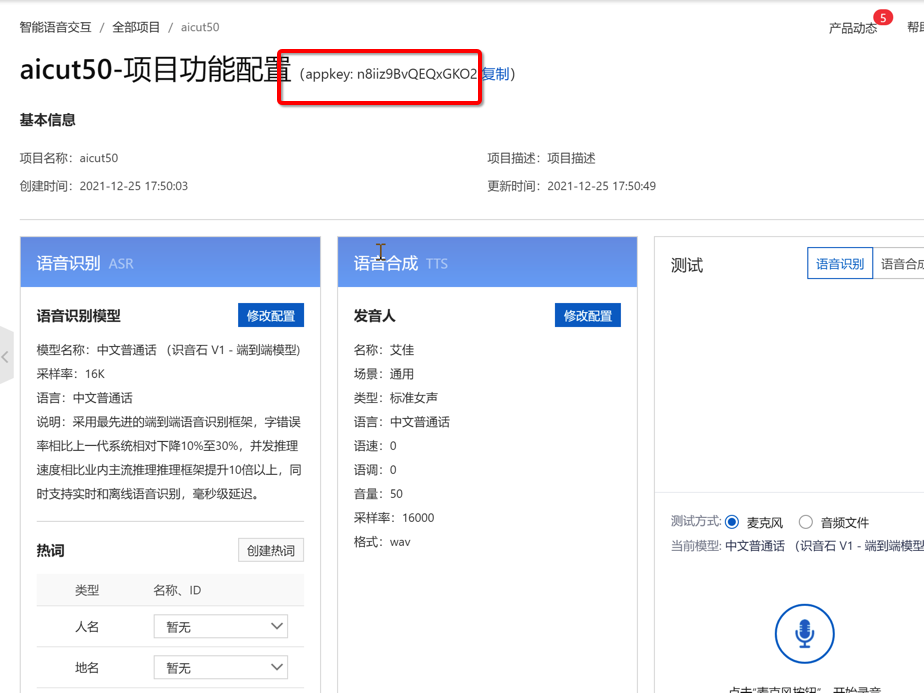 智能语音交互 / 全部项目 / aicut50
产品动态 5 帮助
aicut50-项目功能配置 (appkey: n8iiz9BvQEQxGKO2 复制)
基本信息
项目名称: aicut50
项目描述: 项目描述
创建时间: 2021-12-25 17:50:03
更新时间: 2021-12-25 17:50:49
语音识别 ASR
语音识别模型 修改配置
模型名称: 中文普通话 (识音石 V1 - 端到端模型)
采样率: 16K
语言: 中文普通话
说明: 采用最先进的端到端语音识别框架, 字错误
率相比上一代系统相对下降10%至30%, 并发推理
速度相比业内主流推理推理框架提升10倍以上, 同
时支持实时和离线语音识别, 毫秒级延迟。
热词 创建热词
类型 名称、ID
人名 暂无
地名 暂无
语音合成 TTS
发音人 修改配置
名称: 艾佳
场景: 通用
类型: 标准女声
语言: 中文普通话
语速: 0
语调: 0
音量: 50
采样率: 16000
格式: wav
测试 语音识别 语音合成
测试方式: 麦克风 音频文件
当前模型: 中文普通话 (识音石 V1 - 端到端模型
点击“麦克风按钮”, 开始录音